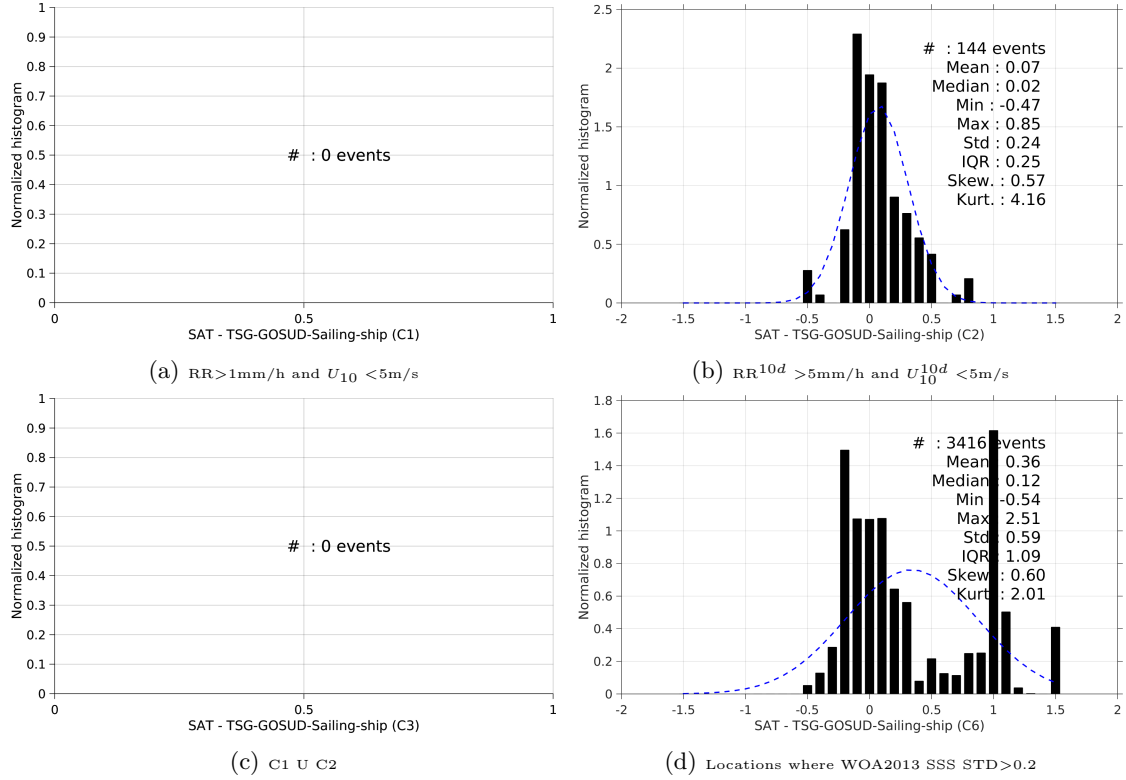 1
0.9
0.8
0.7
0.6
0.5
0.4
0.3
0.2
0.1
0
Normalized histogram
# : 0 events
0 0.5 1
SAT - TSG-GOSUD-Sailing-ship (C1)
(a) RR>1mm/h and U10 <5m/s
2.5
2
1.5
1
0.5
0
Normalized histogram
# : 144 events
Mean : 0.07
Median : 0.02
Min : -0.47
Max : 0.85
Std : 0.24
IQR : 0.25
Skew. : 0.57
Kurt. : 4.16
-2 -1.5 -1 -0.5 0 0.5 1 1.5 2
SAT - TSG-GOSUD-Sailing-ship (C2)
(b) RR10d >5mm/h and U10d10 <5m/s
1
0.9
0.8
0.7
0.6
0.5
0.4
0.3
0.2
0.1
0
Normalized histogram
# : 0 events
0 0.5 1
SAT - TSG-GOSUD-Sailing-ship (C3)
(c) C1 U C2
1.8
1.6
1.4
1.2
1
0.8
0.6
0.4
0.2
0
Normalized histogram
# : 3416 events
Mean : 0.36
Median : 0.12
Min : -0.54
Max : 2.51
Std : 0.59
IQR : 1.09
Skew. : 0.60
Kurt. : 2.01
-2 -1.5 -1 -0.5 0 0.5 1 1.5 2
SAT - TSG-GOSUD-Sailing-ship (C6)
(d) Locations where WOA2013 SSS STD>0.2